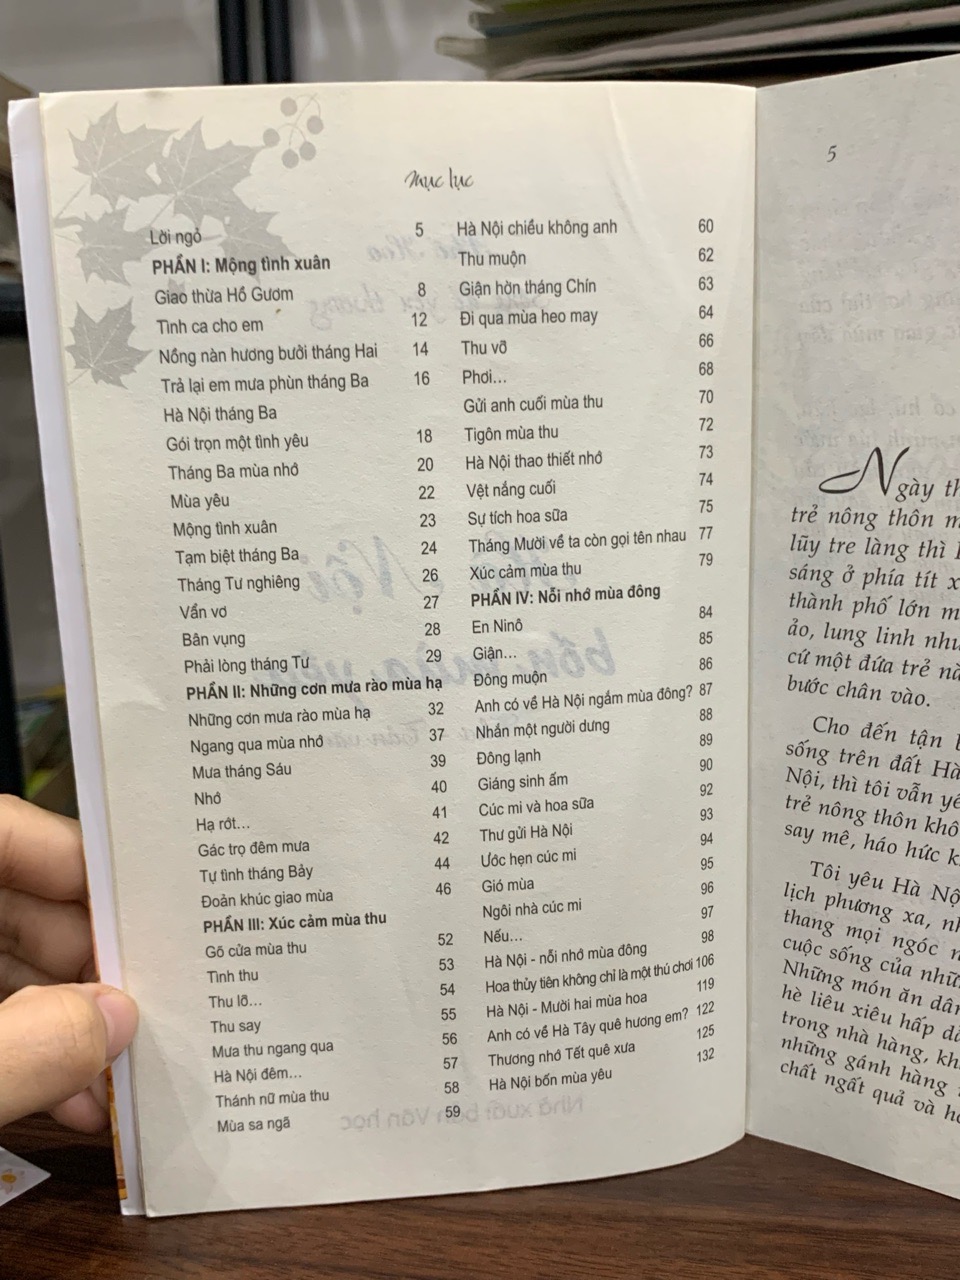 Mục lục
Lời ngỏ 5
PHẦN I: Mộng tình xuân
Giao thừa Hồ Gươm 8
Tình ca cho em 12
Nồng nàn hương bưởi tháng Hai 14
Trả lại em mưa phùn tháng Ba 16
Hà Nội tháng Ba
Gói trọn một tình yêu 18
Tháng Ba mùa nhớ 20
Mùa yêu 22
Mộng tình xuân 23
Tạm biệt tháng Ba 24
Tháng Tư nghiêng 26
Vẩn vơ 27
Bân vụng 28
Phải lòng tháng Tư 29
PHẦN II: Những cơn mưa rào mùa hạ
Những cơn mưa rào mùa hạ 32
Ngang qua mùa nhớ 37
Mưa tháng Sáu 39
Nhớ 40
Hạ rớt... 41
Gác trọ đêm mưa 42
Tự tình tháng Bảy 44
Đoản khúc giao mùa 46
PHẦN III: Xúc cảm mùa thu
Gõ cửa mùa thu 52
Tình thu 53
Thu lỡ... 54
Thu say 55
Mưa thu ngang qua 56
Hà Nội đêm... 57
Thánh nữ mùa thu 58
Mùa sa ngã 59
Hà Nội chiều không anh 60
Thu muộn 62
Giận hờn tháng Chín 63
Đi qua mùa heo may 64
Thu vỡ 66
Phơi... 68
Gửi anh cuối mùa thu 70
Tigôn mùa thu 72
Hà Nội thao thiết nhớ 73
Vệt nắng cuối 74
Sự tích hoa sữa 75
Tháng Mười về ta còn gọi tên nhau 77
Xúc cảm mùa thu 79
PHẦN IV: Nỗi nhớ mùa đông
En Ninô 84
Giận... 85
Đông muộn 86
Anh có về Hà Nội ngắm mùa đông? 87
Nhắn một người dưng 88
Đông lạnh 89
Giáng sinh ấm 90
Cúc mi và hoa sữa 92
Thư gửi Hà Nội 93
Ước hẹn cúc mi 94
Gió mùa 95
Ngôi nhà cúc mi 96
Nếu... 97
Hà Nội - nỗi nhớ mùa đông 98
Hoa thủy tiên không chỉ là một thú chơi 106
Hà Nội - Mười hai mùa hoa 119
Anh có về Hà Tây quê hương em? 122
Thương nhớ Tết quê xưa 125
Hà Nội bốn mùa yêu 132
5
Ngày
trẻ nông thôn
lũy tre làng thì
sáng ở phía tít
thành phố lớn
ảo, lung linh
cứ một đứa trẻ
bước chân vào.
Cho đến tận
sống trên đất Hà
Nội, thì tôi vẫn
trẻ nông thôn
say mê, háo hức
Tôi yêu Hà
lịch phương xa,
thang mọi ngóc
cuộc sống của
Những món ăn
hè liêu xiêu hấp
trong nhà hàng,
những gánh hàng
chất ngất quả và